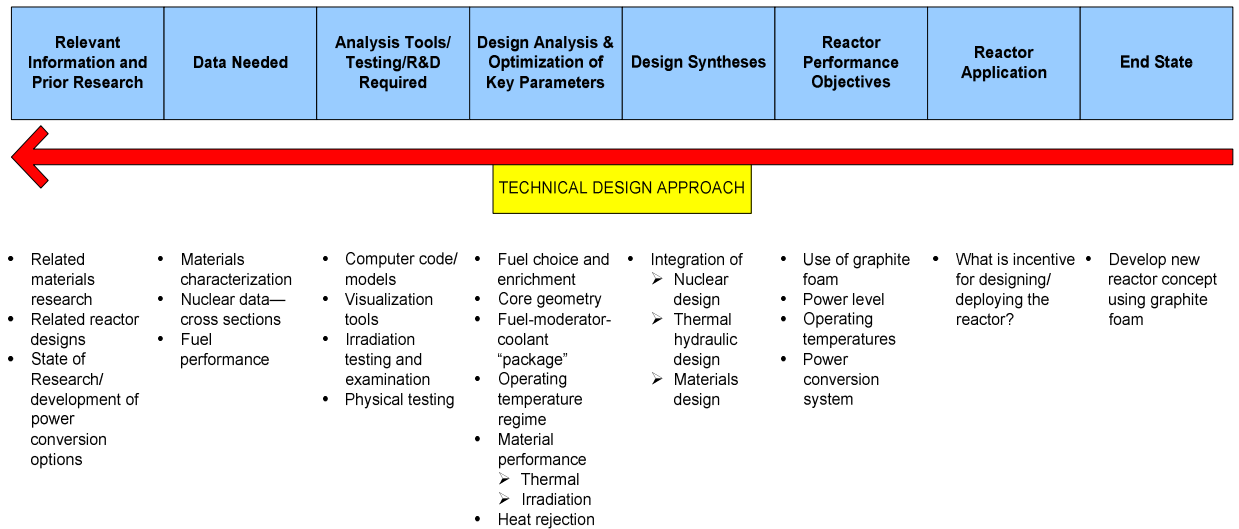 Relevant
Information and
Prior Research
Data Needed
Analysis Tools/
Testing/R&D
Required
Design Analysis &
Optimization of
Key Parameters
Design Syntheses
Reactor
Performance
Objectives
Reactor
Application
End State
TECHNICAL DESIGN APPROACH
• Related
materials
research
• Related reactor
designs
• State of
Research/
development of
power
conversion
options
• Materials
characterization
• Nuclear data—
cross sections
• Fuel
performance
• Computer code/
models
• Visualization
tools
• Irradiation
testing and
examination
• Physical testing
• Fuel choice and
enrichment
• Core geometry
• Fuel-moderator-
coolant
“package”
• Operating
temperature
regime
• Material
performance
➢ Thermal
➢ Irradiation
• Heat rejection
• Integration of
➢ Nuclear
design
➢ Thermal
hydraulic
design
➢ Materials
design
• Use of graphite
foam
• Power level
• Operating
temperatures
• Power
conversion
system
• What is incentive
for designing/
deploying the
reactor?
• Develop new
reactor concept
using graphite
foam